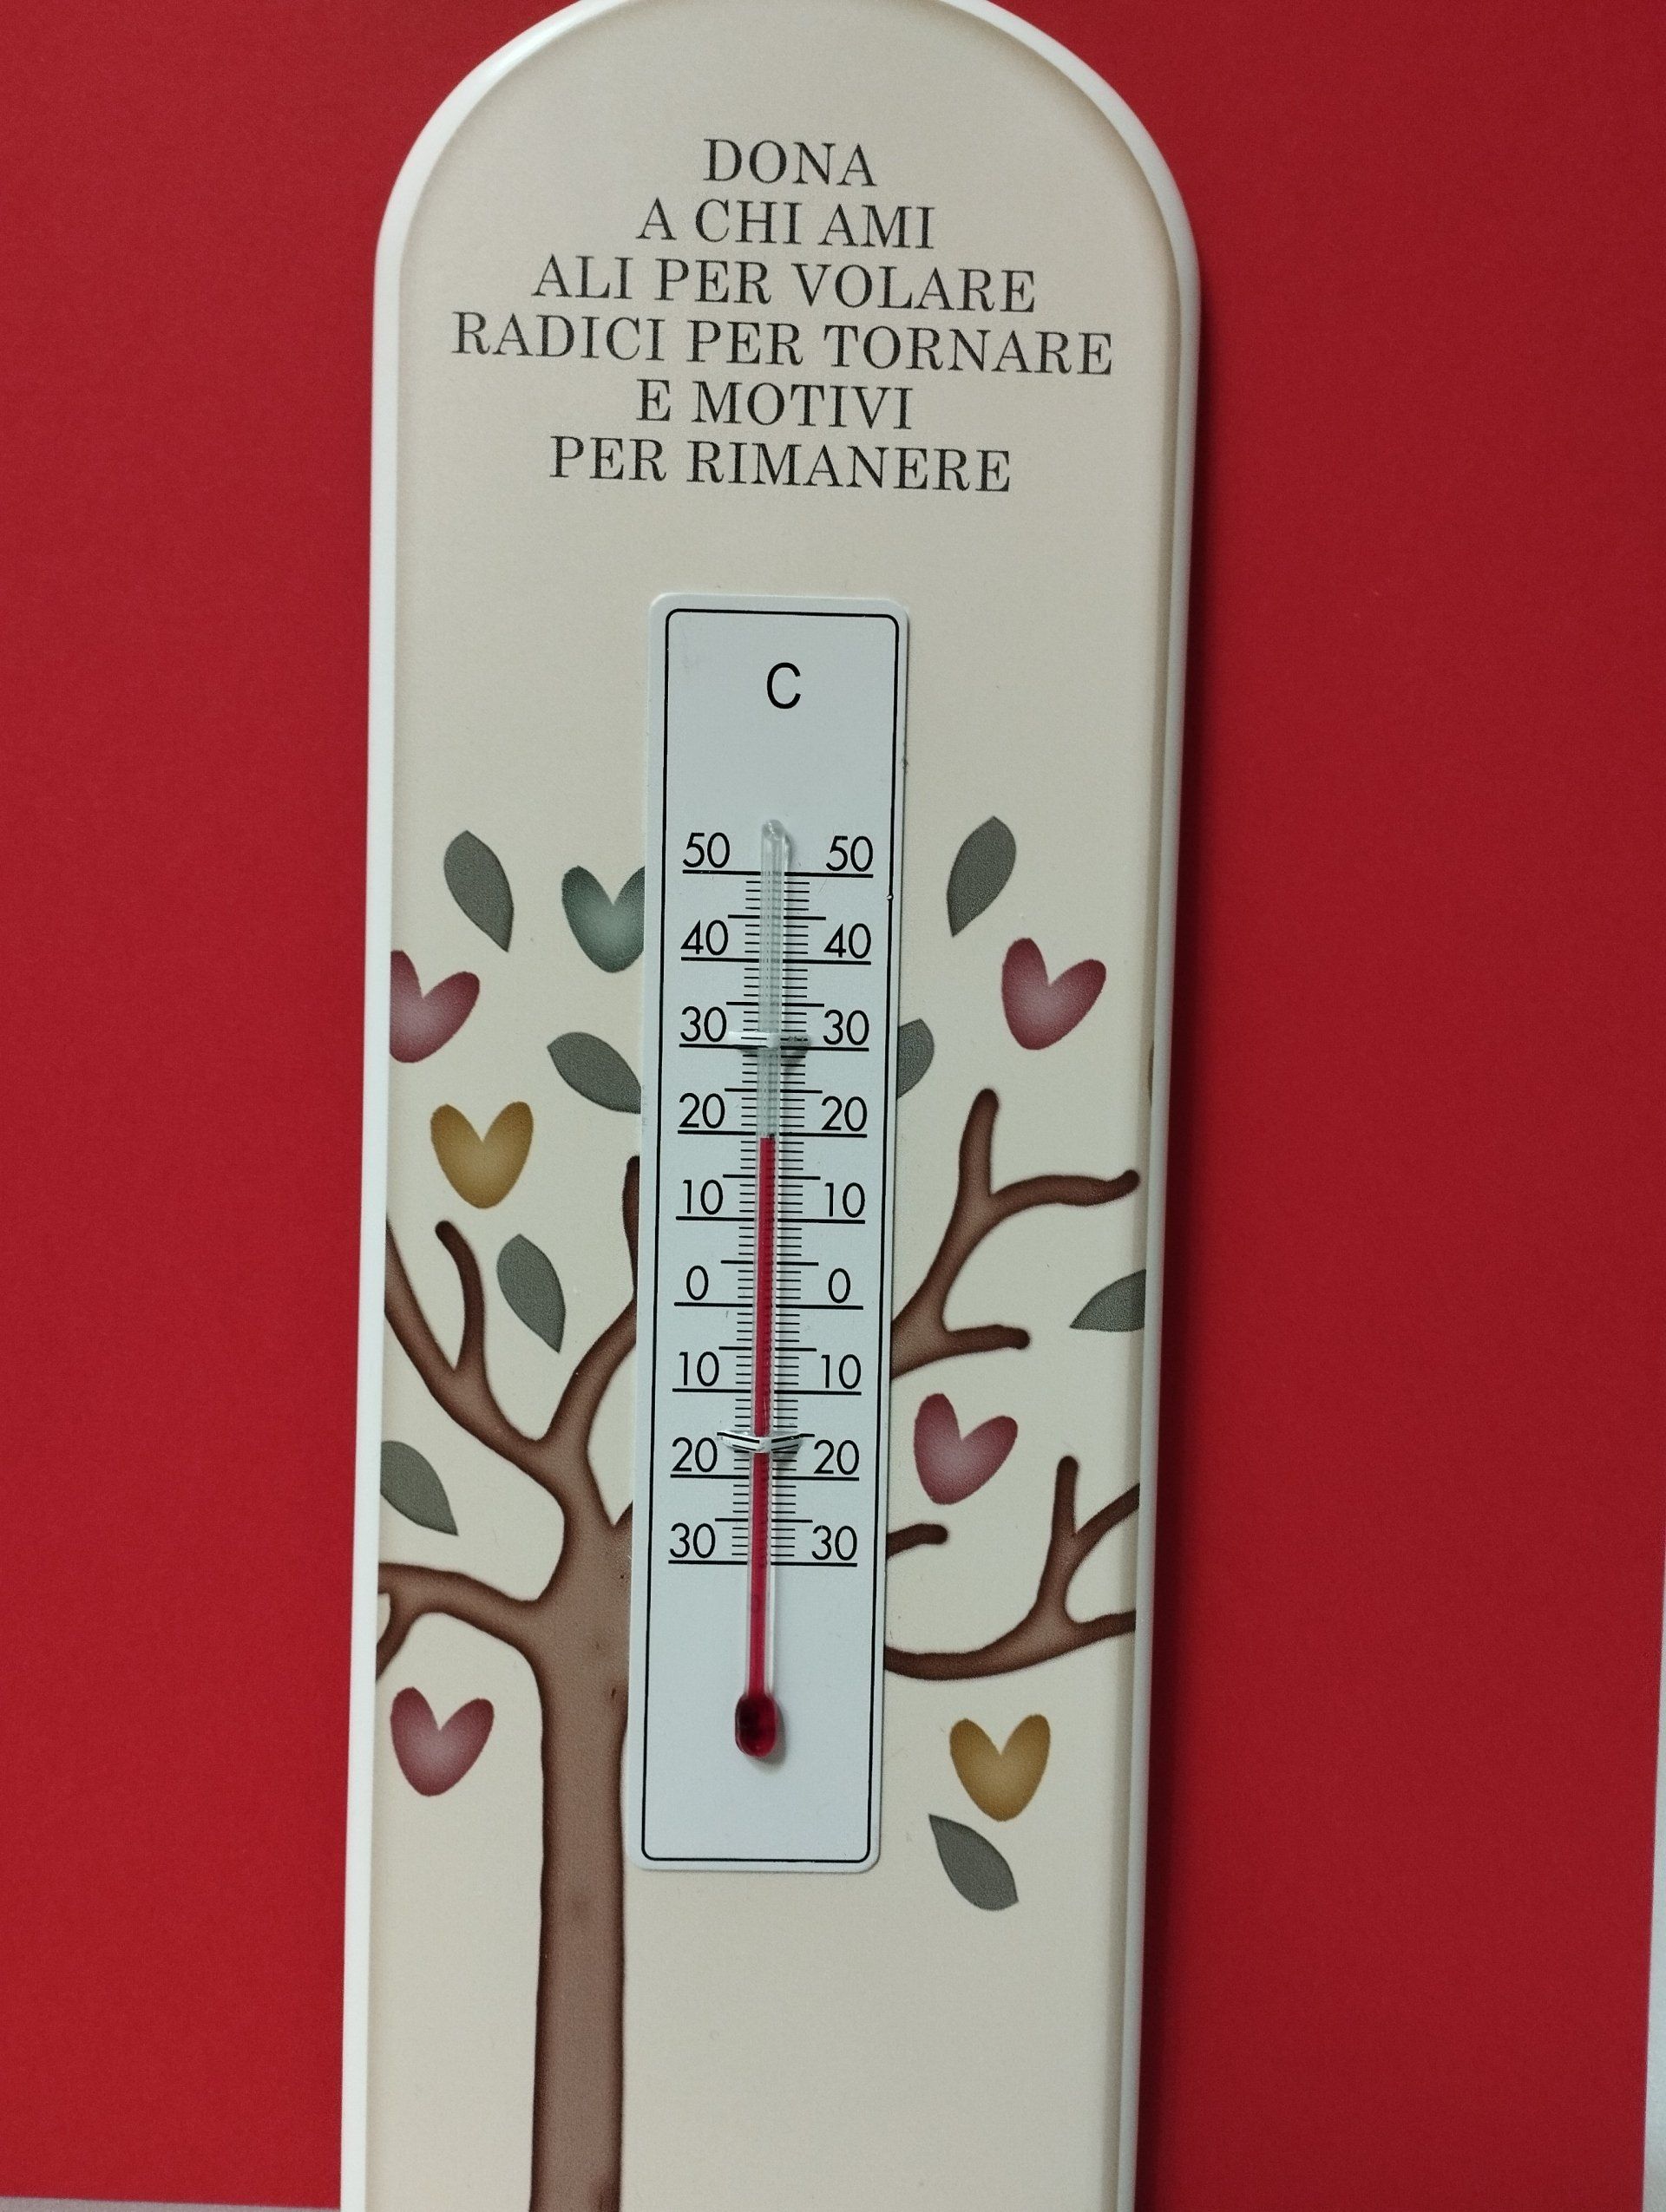 DONA
A CHI AMI
ALI PER VOLARE
RADICI PER TORNARE
E MOTIVI
PER RIMANERE
C
50 50
40 40
30 30
20 20
10 10
0 0
10 10
20 20
30 30